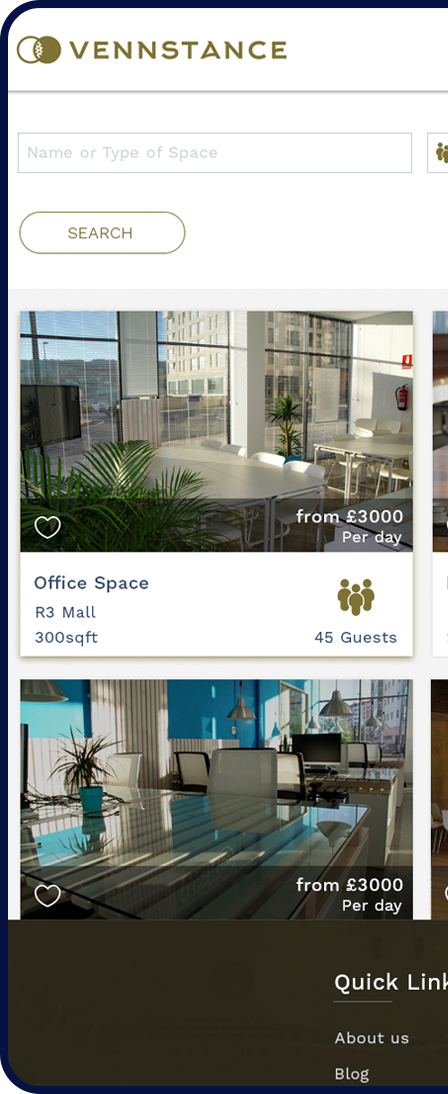 VENNSTANCE
Name or Type of Space
SEARCH
from £3000
Per day
Office Space
R3 Mall
300sqft
45 Guests
from £3000
Per day
Quick Link
About us
Blog